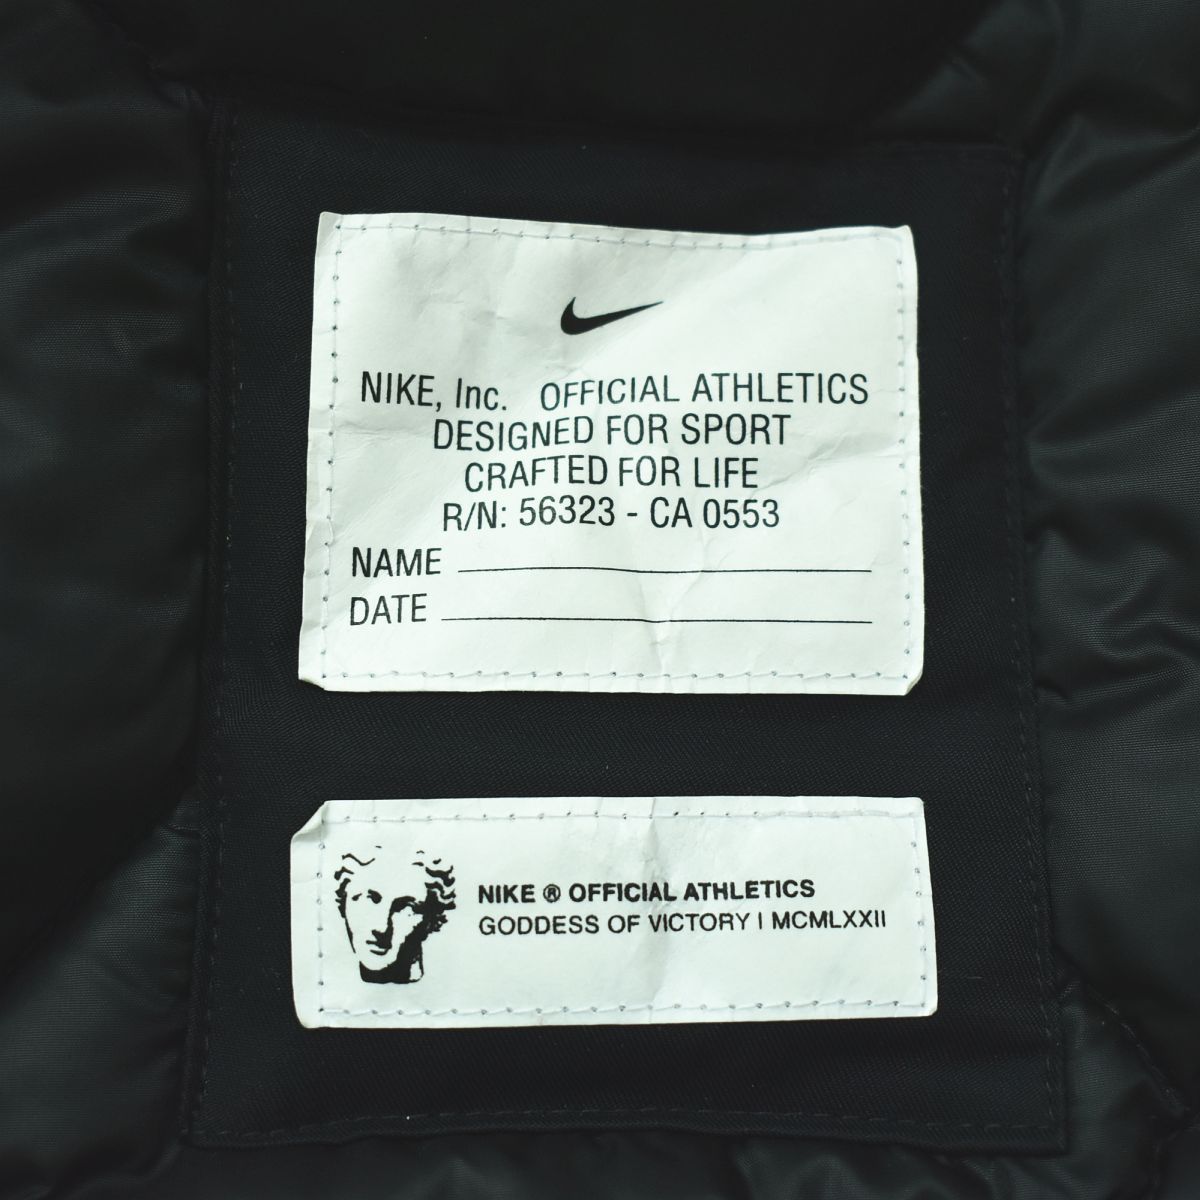 NIKE, Inc. OFFICIAL ATHLETICS
DESIGNED FOR SPORT
CRAFTED FOR LIFE
R/N: 56323 - CA 0553
NAME
DATE
NIKE ® OFFICIAL ATHLETICS
GODDESS OF VICTORY | MCMLXXII